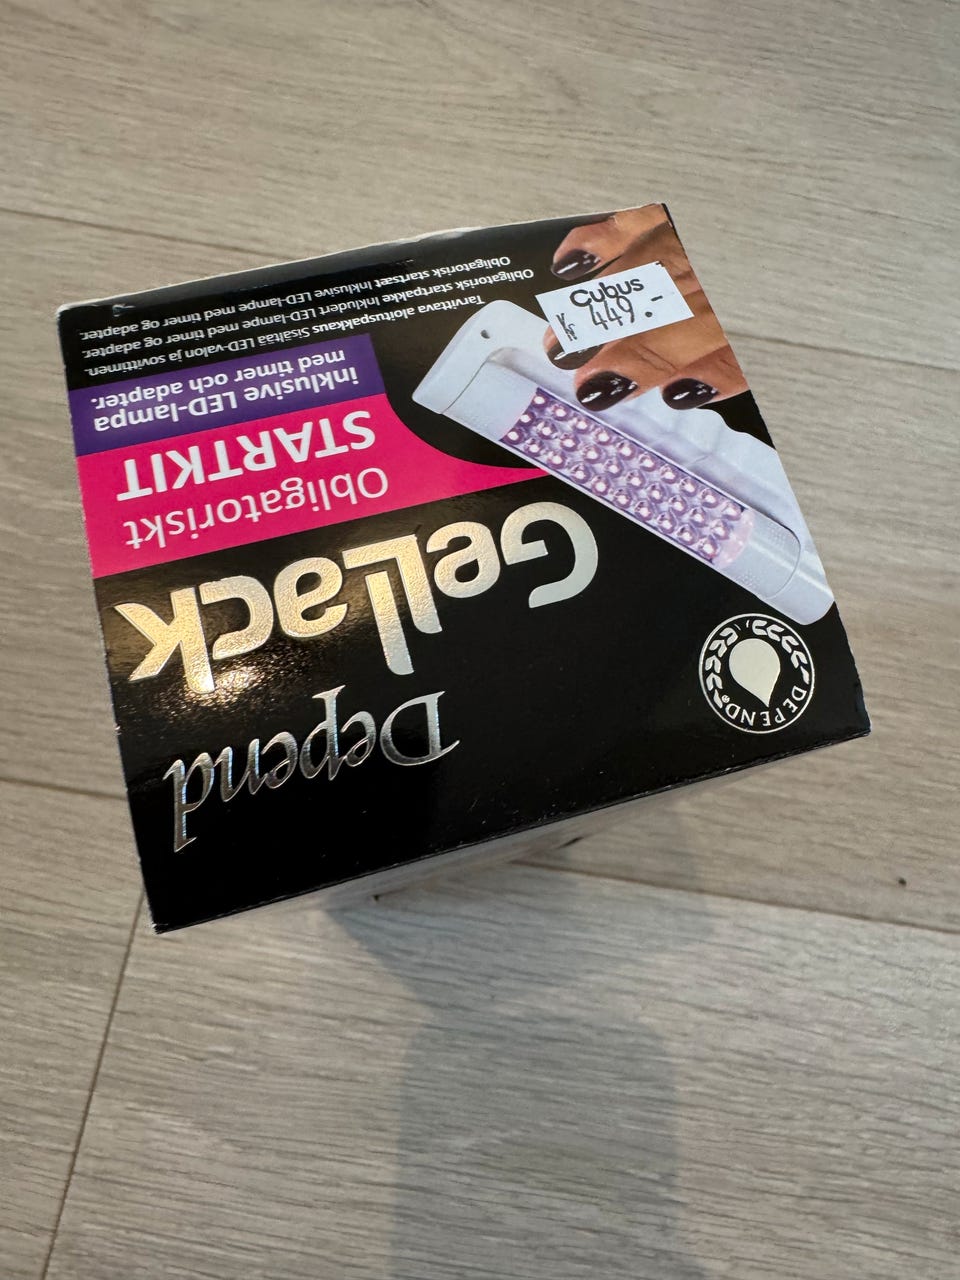 Depend
GelLack
Obligatoriskt
STARTKIT
inklusive LED-lampa
med timer och adapter.
Tarvittava aloituspakkaus Sisältää LED-valon ja sovittimen.
Obligatorisk startpakke Inkludert LED-lampe med timer og adapter.
Obligatorisk startsæt Inklusive LED-lampe med timer og adapter.
DEPEND®
Cubus
Kr 449.-